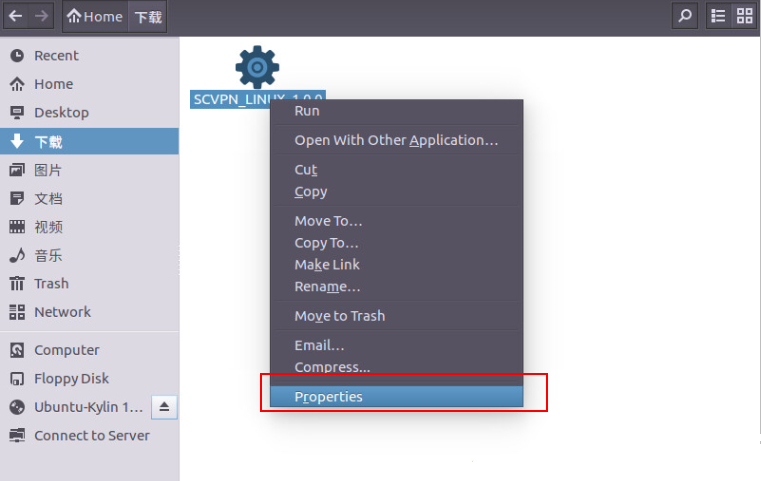 Home 下载
Recent
Home
Desktop
下载
图片
文档
视频
音乐
Trash
Network
Computer
Floppy Disk
Ubuntu-Kylin 1...
Connect to Server
SCVPN_LINUX_1.0.0
Run
Open With Other Application...
Cut
Copy
Move To...
Copy To...
Make Link
Rename...
Move to Trash
Email...
Compress...
Properties